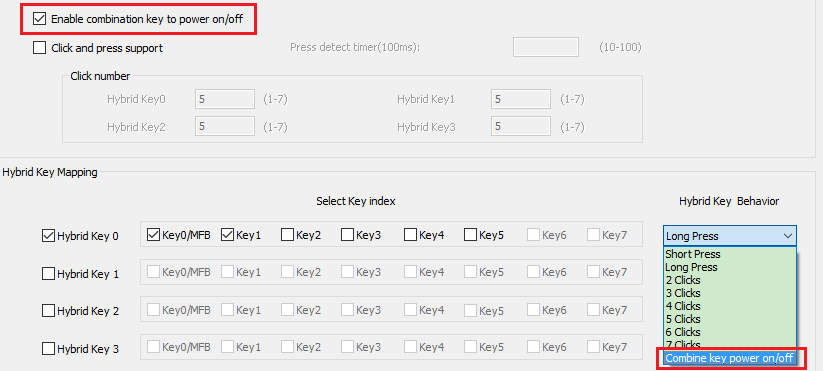 Enable combination key to power on/off
Click and press support Press detect timer(100ms): (10-100)
Click number
Hybrid Key0 5 (1-7) Hybrid Key1 5 (1-7)
Hybrid Key2 5 (1-7) Hybrid Key3 5 (1-7)
Hybrid Key Mapping
Select Key index Hybrid Key Behavior
Hybrid Key 0 Key0/MFB Key1 Key2 Key3 Key4 Key5 Key6 Key7 Long Press
Short Press
Long Press
Hybrid Key 1 Key0/MFB Key1 Key2 Key3 Key4 Key5 Key6 Key7 2 Clicks
3 Clicks
4 Clicks
Hybrid Key 2 Key0/MFB Key1 Key2 Key3 Key4 Key5 Key6 Key7 5 Clicks
6 Clicks
7 Clicks
Hybrid Key 3 Key0/MFB Key1 Key2 Key3 Key4 Key5 Key6 Key7 Combine key power on/off